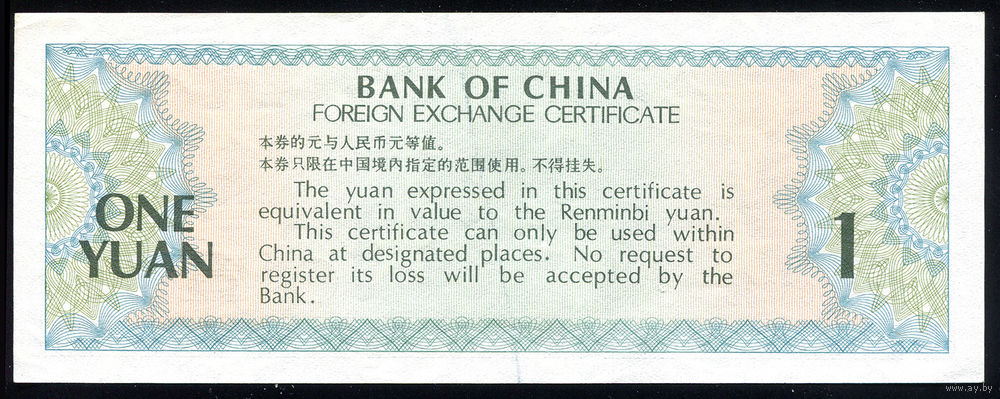 BANK OF CHINA
FOREIGN EXCHANGE CERTIFICATE
本券的元与人民币元等值。
本券只限在中国境内指定的范围使用。不得挂失。
The yuan expressed in this certificate is
equivalent in value to the Renminbi yuan.
This certificate can only be used within
China at designated places. No request to
register its loss will be accepted by the
Bank.
ONE
YUAN
1
www.ay.by